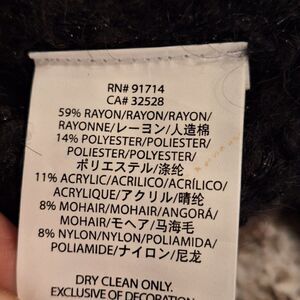 RN# 91714
CA# 32528
59% RAYON/RAYON/RAYON/
RAYONNE/レーヨン/人造棉
14% POLYESTER/POLIESTER/
POLIESTER/POLYESTER/
ポリエステル/涤纶
11% ACRYLIC/ACRILICO/ACRÍLICO/
ACRYLIQUE/アクリル/晴纶
8% MOHAIR/MOHAIR/ANGORÁ/
MOHAIR/モヘア/马海毛
8% NYLON/NYLON/POLIAMIDA/
POLIAMIDE/ナイロン/尼龙
DRY CLEAN ONLY.
EXCLUSIVE OF DECORATION